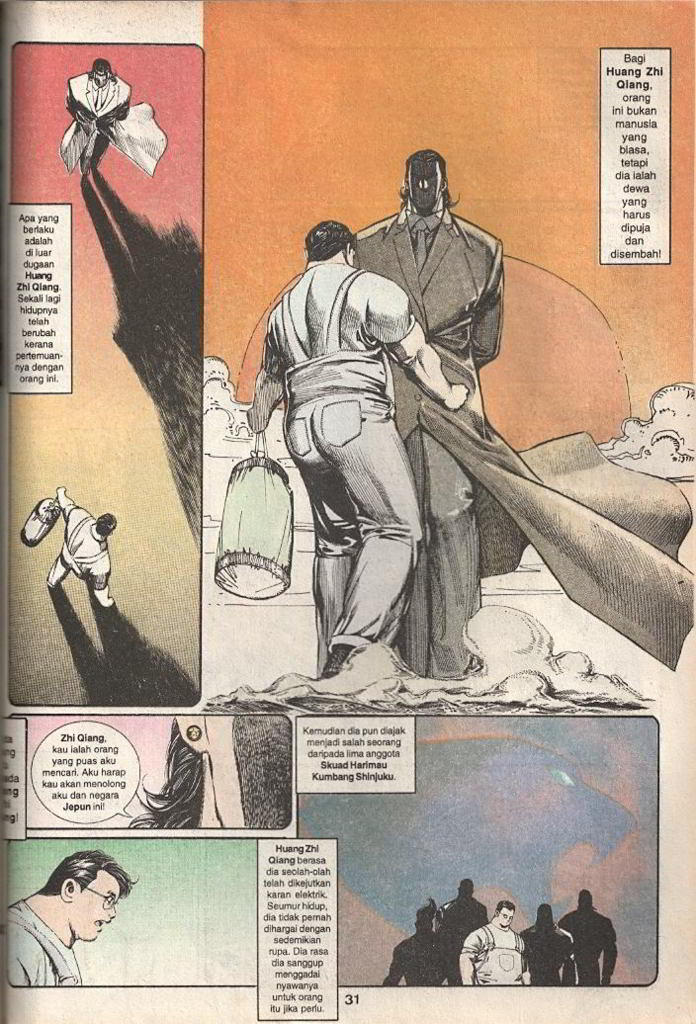 Apa yang
berlaku
adalah
di luar
dugaan
Huang
Zhi Qiang.
Sekali lagi
hidupnya
telah
berubah
kerana
pertemuan-
nya dengan
orang ini.
Bagi
Huang Zhi
Qiang,
orang
ini bukan
manusia
yang
biasa,
tetapi
dia ialah
dewa
yang
harus
dipuja
dan
disembah!
Zhi Qiang,
kau ialah orang
yang puas aku
mencari. Aku harap
kau akan menolong
aku dan negara
Jepun ini!
Kemudian dia pun diajak
menjadi salah seorang
daripada lima anggota
Skuad Harimau
Kumbang Shinjuku.
Huang Zhi
Qiang berasa
dia seolah-olah
telah dikejutkan
karan elektrik.
Seumur hidup,
dia tidak pernah
dihargai dengan
sedemikian
rupa. Dia rasa
dia sanggup
menggadai
nyawanya
untuk orang
itu jika perlu.
31